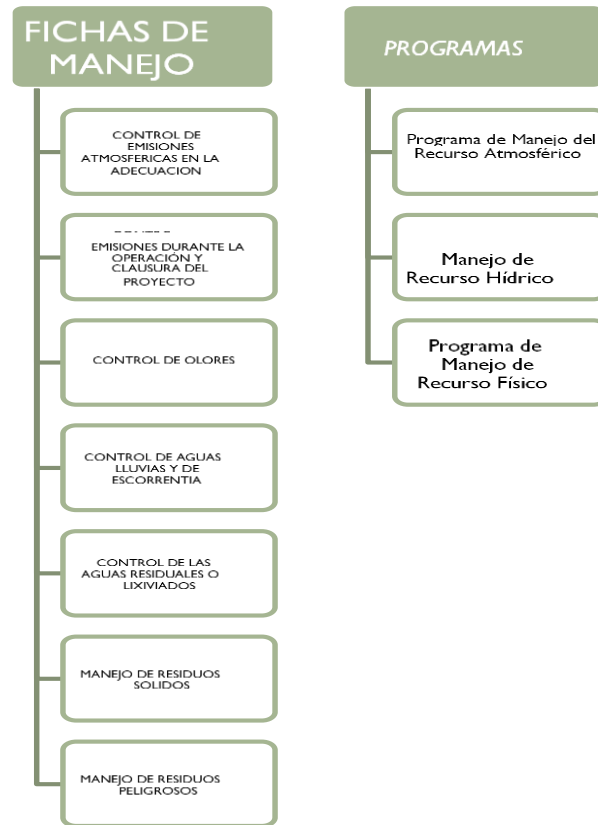 FICHAS DE
MANEJO
CONTROL DE
EMISIONES
ATMOSFERICAS EN LA
ADECUACION
EMISIONES DURANTE LA
OPERACIÓN Y
CLAUSURA DEL
PROYECTO
CONTROL DE OLORES
CONTROL DE AGUAS
LLUVIAS Y DE
ESCORRENTIA
CONTROL DE LAS
AGUAS RESIDUALES O
LIXIVIADOS
MANEJO DE RESIDUOS
SOLIDOS
MANEJO DE RESIDUOS
PELIGROSOS
PROGRAMAS
Programa de Manejo del
Recurso Atmosférico
Manejo de
Recurso Hídrico
Programa de
Manejo de
Recurso Físico